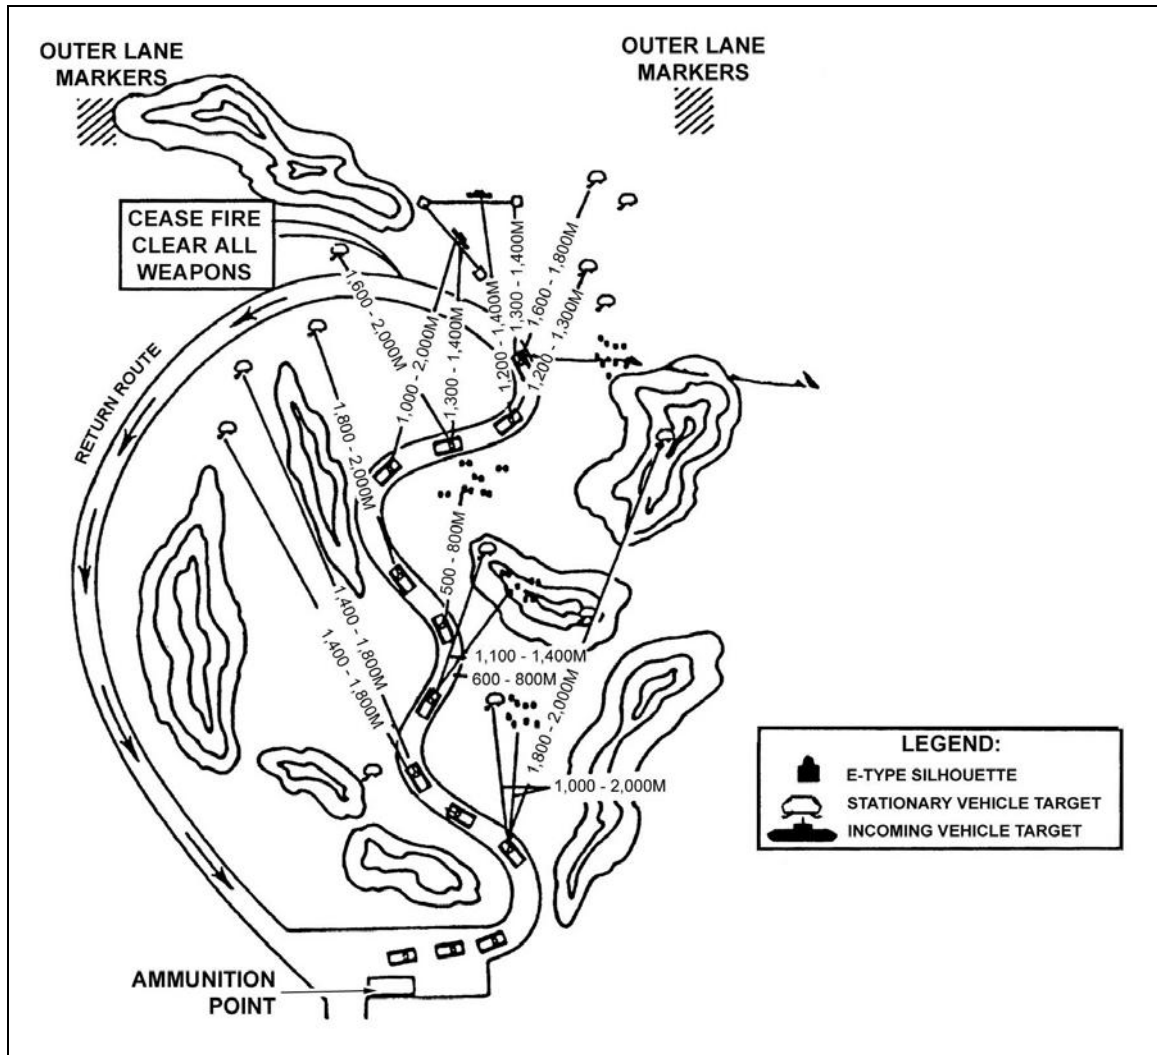 OUTER LANE
MARKERS
OUTER LANE
MARKERS
CEASE FIRE
CLEAR ALL
WEAPONS
RETURN ROUTE
1,600 - 2,000M
1,000 - 2,000M
1,300 - 1,400M
1,200 - 1,400M
1,300 - 1,400M
1,600 - 1,800M
1,200 - 1,300M
1,800 - 2,000M
500 - 800M
1,400 - 1,800M
1,400 - 1,800M
1,100 - 1,400M
600 - 800M
1,800 - 2,000M
1,000 - 2,000M
LEGEND:
E-TYPE SILHOUETTE
STATIONARY VEHICLE TARGET
INCOMING VEHICLE TARGET
AMMUNITION
POINT